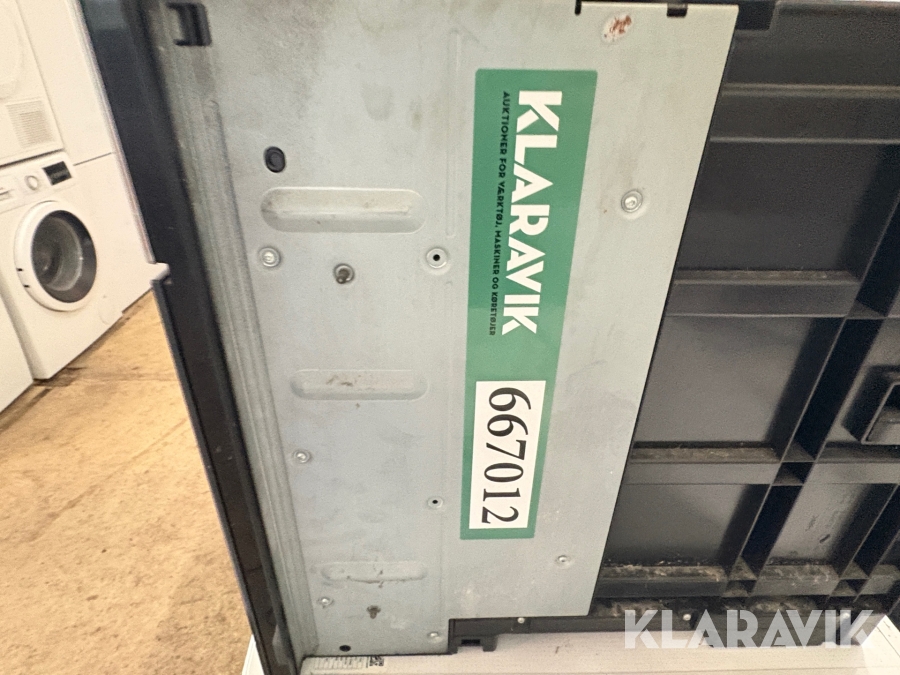 KLARAVIK
AUKTIONER FOR VÆRKTØJ, MASKINER OG KØRETØJER
667012
KLARAVIK